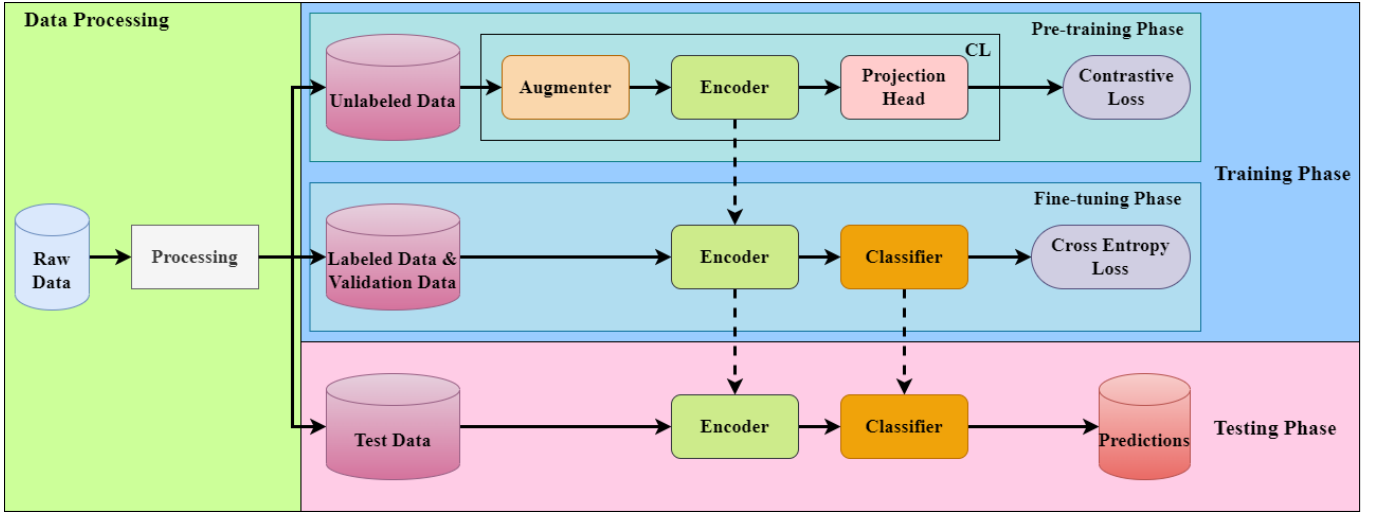 Data Processing
Pre-training Phase
CL
Unlabeled Data
Augmenter
Encoder
Projection
Head
Contrastive
Loss
Training Phase
Fine-tuning Phase
Raw
Data
Processing
Labeled Data &
Validation Data
Encoder
Classifier
Cross Entropy
Loss
Test Data
Encoder
Classifier
Predictions
Testing Phase